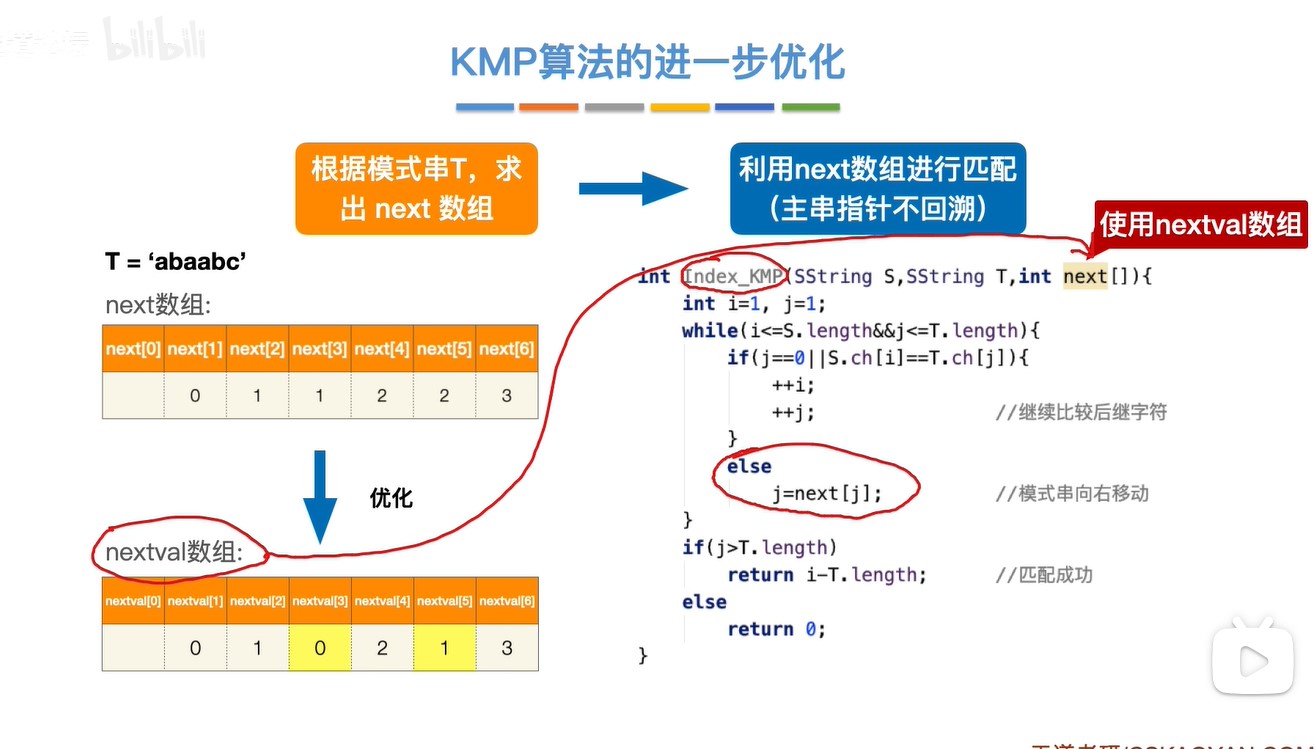 bilibili
KMP算法的进一步优化
根据模式串T，求
出 next 数组
利用next数组进行匹配
（主串指针不回溯）
使用nextval数组
T = ‘abaabc’
next数组:
next[0] next[1] next[2] next[3] next[4] next[5] next[6]
0 1 1 2 2 3
优化
nextval数组:
nextval[0] nextval[1] nextval[2] nextval[3] nextval[4] nextval[5] nextval[6]
0 1 0 2 1 3
int Index_KMP(SString S,SString T,int next[]){
int i=1, j=1;
while(i<=S.length&&j<=T.length){
if(j==0||S.ch[i]==T.ch[j]){
++i;
++j; //继续比较后继字符
}
else
j=next[j]; //模式串向右移动
}
if(j>T.length)
return i-T.length; //匹配成功
else
return 0;
}